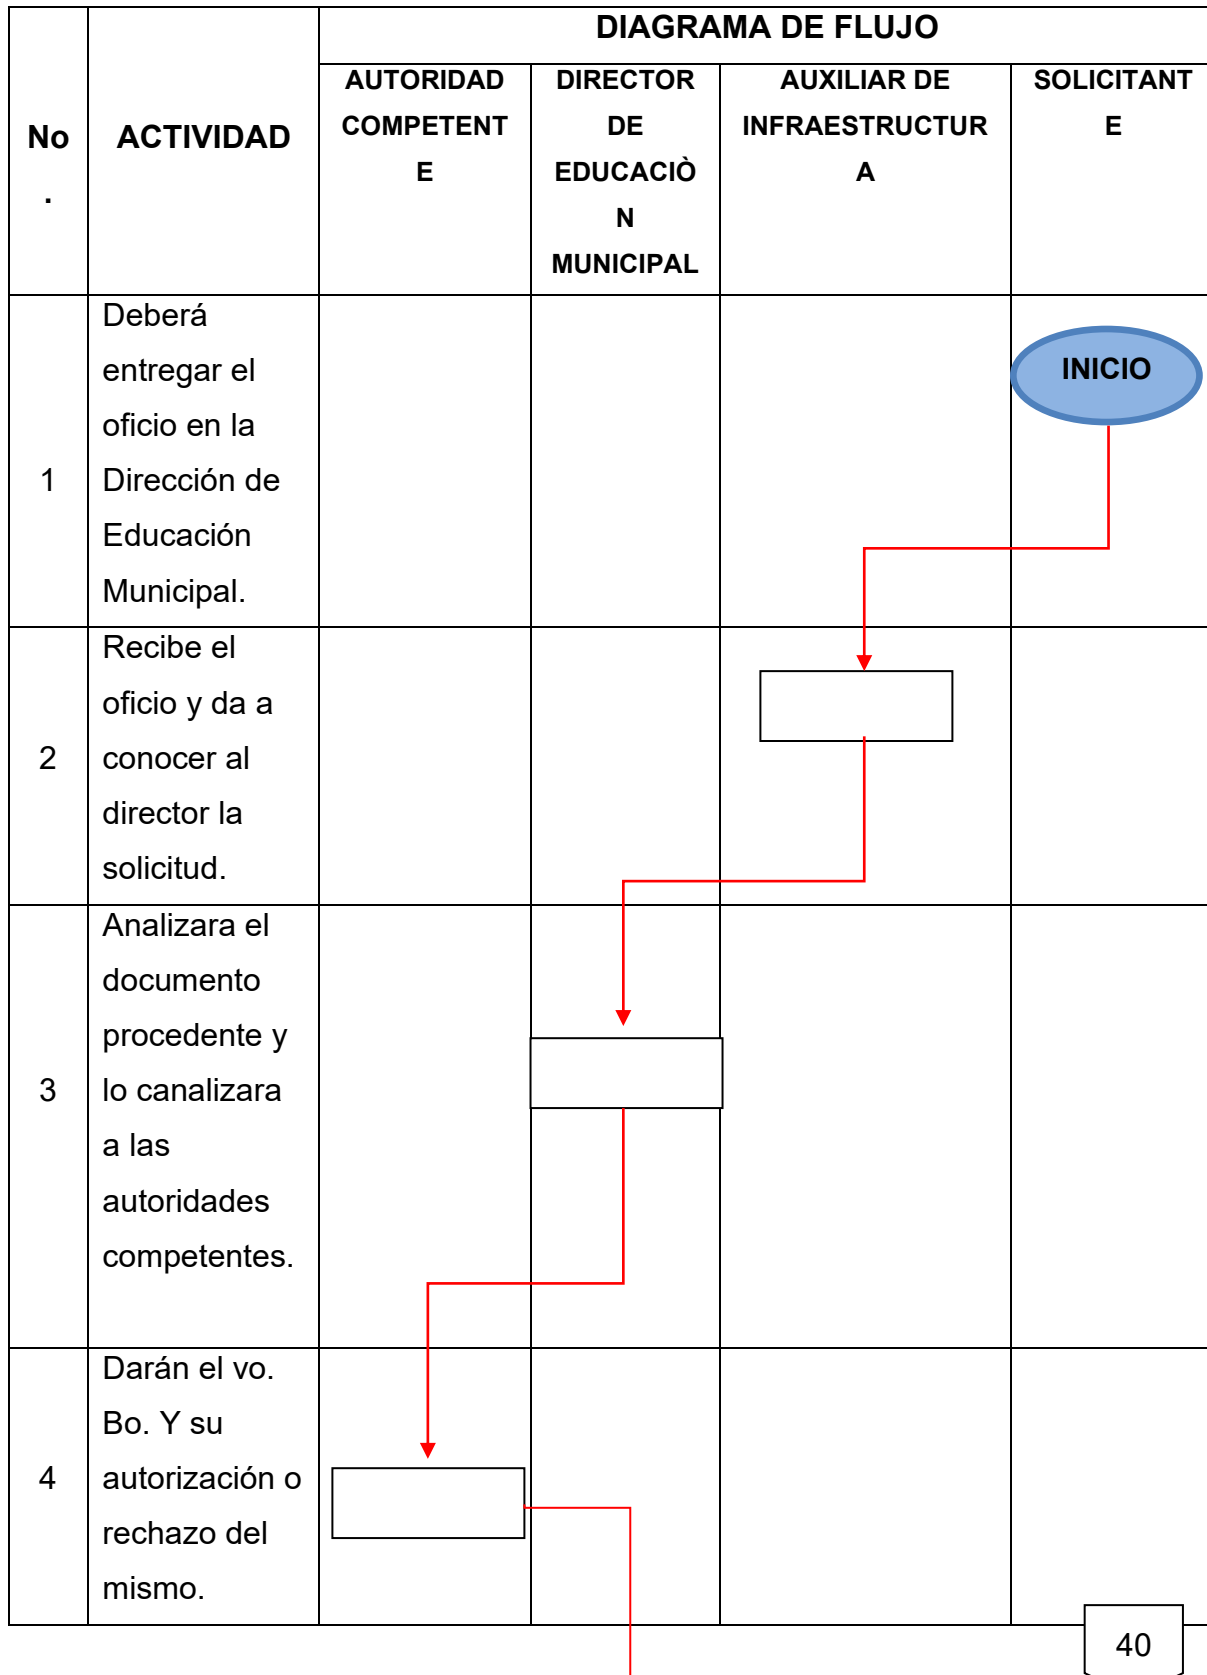 DIAGRAMA DE FLUJO
No
.
ACTIVIDAD
AUTORIDAD
COMPETENT
E
DIRECTOR
DE
EDUCACIÒ
N
MUNICIPAL
AUXILIAR DE
INFRAESTRUCTUR
A
SOLICITANT
E
1
Deberá
entregar el
oficio en la
Dirección de
Educación
Municipal.
INICIO
2
Recibe el
oficio y da a
conocer al
director la
solicitud.
3
Analizara el
documento
procedente y
lo canalizara
a las
autoridades
competentes.
4
Darán el vo.
Bo. Y su
autorización o
rechazo del
mismo.
40